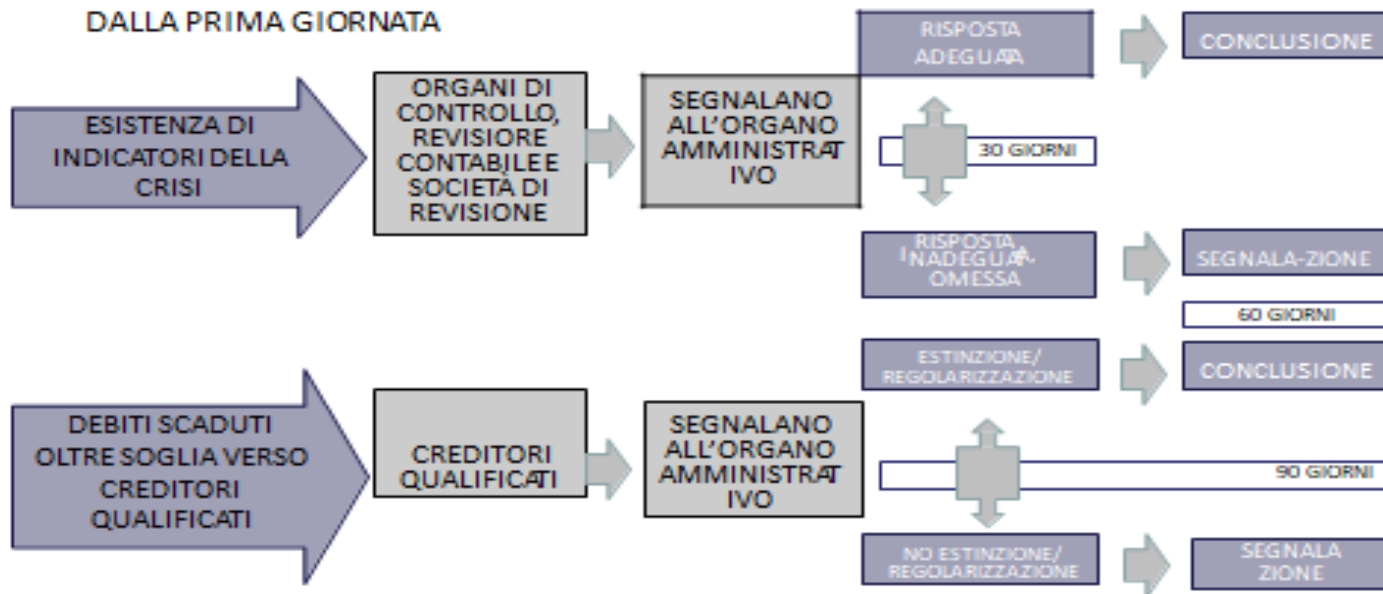 DALLA PRIMA GIORNATA
ESISTENZA DI
INDICATORI DELLA
CRISI
ORGANI DI
CONTROLLO,
REVISORE
CONTABILE E
SOCIETÀ DI
REVISIONE
SEGNALANO
ALL'ORGANO
AMMINISTRAT
IVO
RISPOSTA
ADEGUATA
CONCLUSIONE
30 GIORNI
RISPOSTA
INADEGUATA,
OMESSA
SEGNALA-ZIONE
60 GIORNI
DEBITI SCADUTI
OLTRE SOGLIA VERSO
CREDITORI
QUALIFICATI
CREDITORI
QUALIFICATI
SEGNALANO
ALL'ORGANO
AMMINISTRAT
IVO
ESTINZIONE/
REGOLARIZZAZIONE
CONCLUSIONE
90 GIORNI
NO ESTINZIONE/
REGOLARIZZAZIONE
SEGNALA
ZIONE